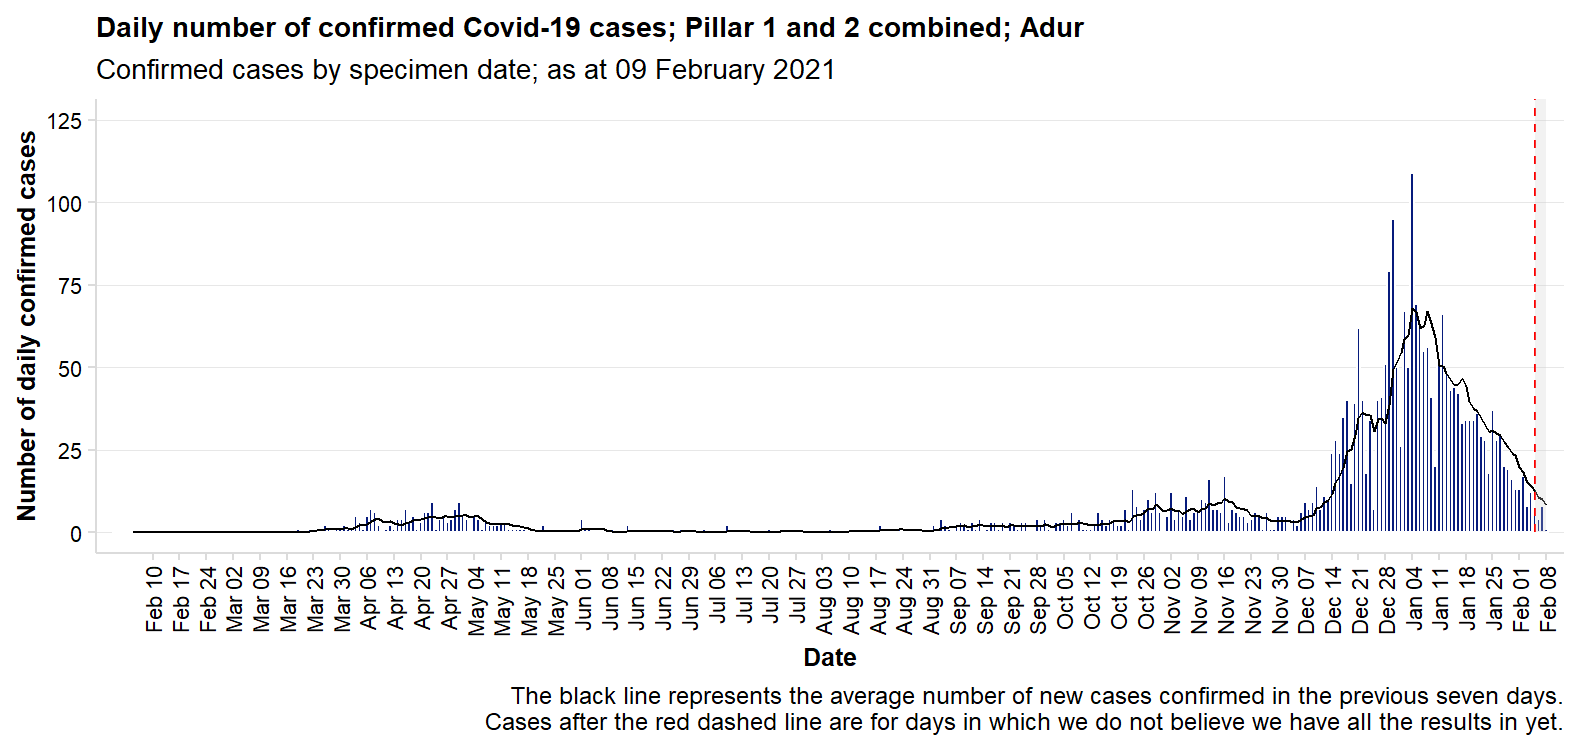 Daily number of confirmed Covid-19 cases; Pillar 1 and 2 combined; Adur
Confirmed cases by specimen date; as at 09 February 2021
Number of daily confirmed cases
125
100
75
50
25
0
Feb 10
Feb 17
Feb 24
Mar 02
Mar 09
Mar 16
Mar 23
Mar 30
Apr 06
Apr 13
Apr 20
Apr 27
May 04
May 11
May 18
May 25
Jun 01
Jun 08
Jun 15
Jun 22
Jun 29
Jul 06
Jul 13
Jul 20
Jul 27
Aug 03
Aug 10
Aug 17
Aug 24
Aug 31
Sep 07
Sep 14
Sep 21
Sep 28
Oct 05
Oct 12
Oct 19
Oct 26
Nov 02
Nov 09
Nov 16
Nov 23
Nov 30
Dec 07
Dec 14
Dec 21
Dec 28
Jan 04
Jan 11
Jan 18
Jan 25
Feb 01
Feb 08
Date
The black line represents the average number of new cases confirmed in the previous seven days.
Cases after the red dashed line are for days in which we do not believe we have all the results in yet.